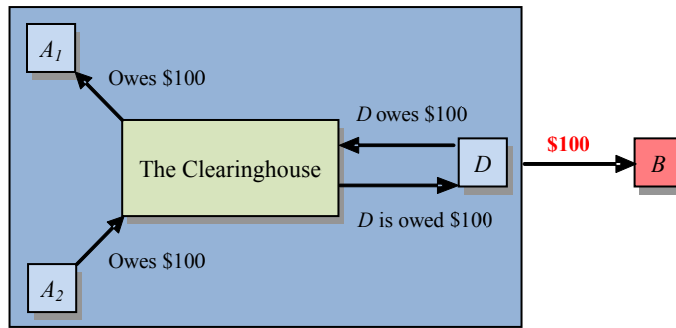 A1
Owes $100
D owes $100
$100
The Clearinghouse
D
B
D is owed $100
Owes $100
A2